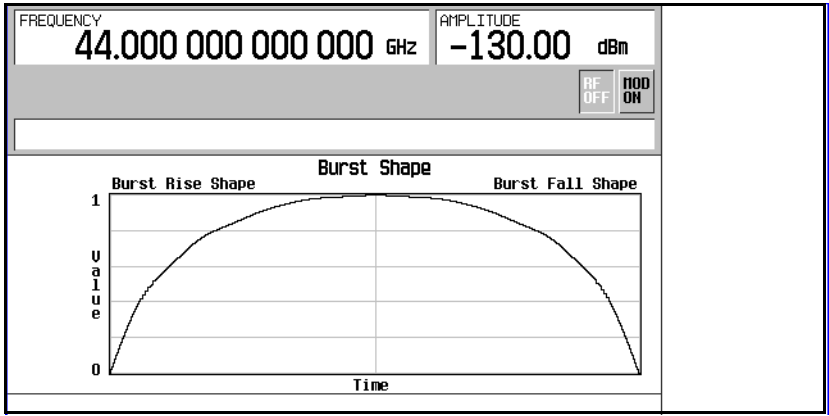 FREQUENCY
44.000 000 000 000 GHz
AMPLITUDE
-130.00 dBm
RF OFF
MOD ON
Burst Shape
Burst Rise Shape
Burst Fall Shape
1
Value
0
Time